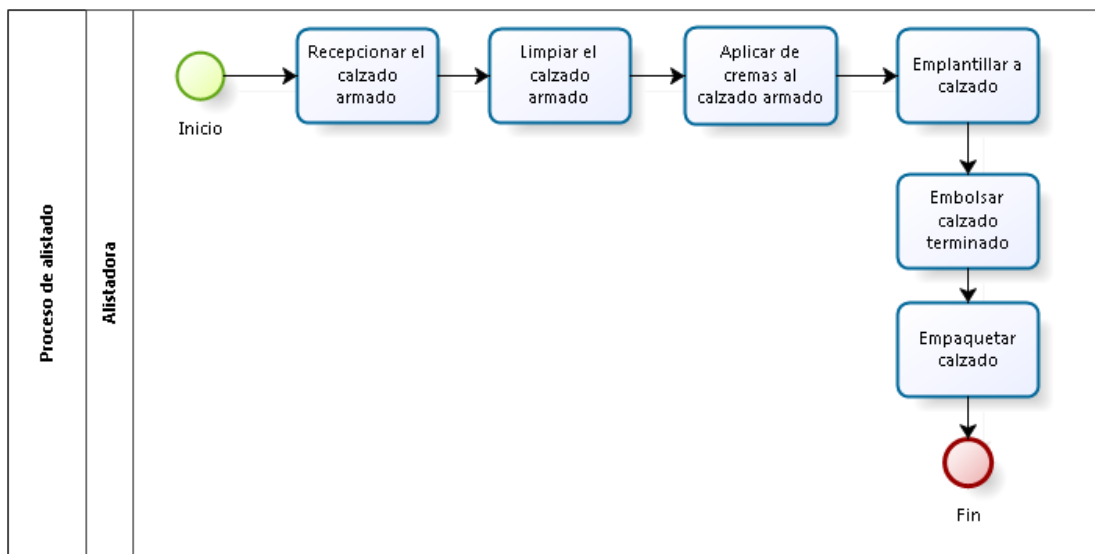 Proceso de alistado
Alistadora
Inicio
Recepcionar el
calzado
armado
Limpiar el
calzado
armado
Aplicar de
cremas al
calzado armado
Emplantillar a
calzado
Embolsar
calzado
terminado
Empaquetar
calzado
Fin